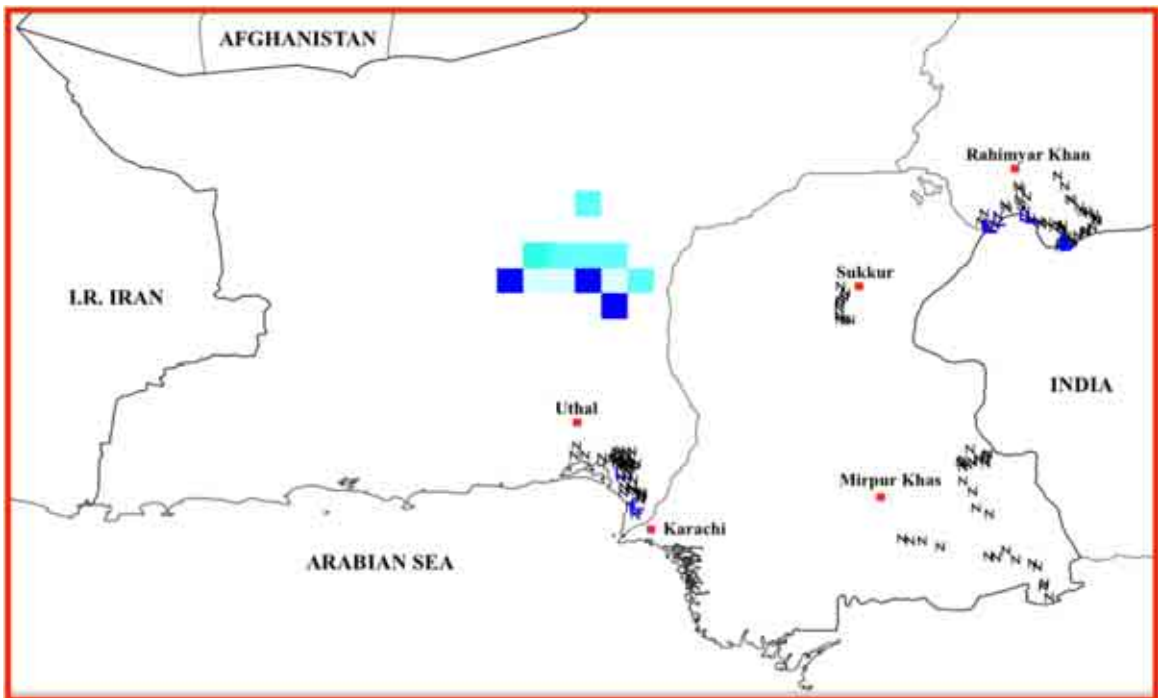 AFGHANISTAN
Rahimyar Khan
Sukkur
I.R. IRAN
INDIA
Uthal
Mirpur Khas
Karachi
ARABIAN SEA